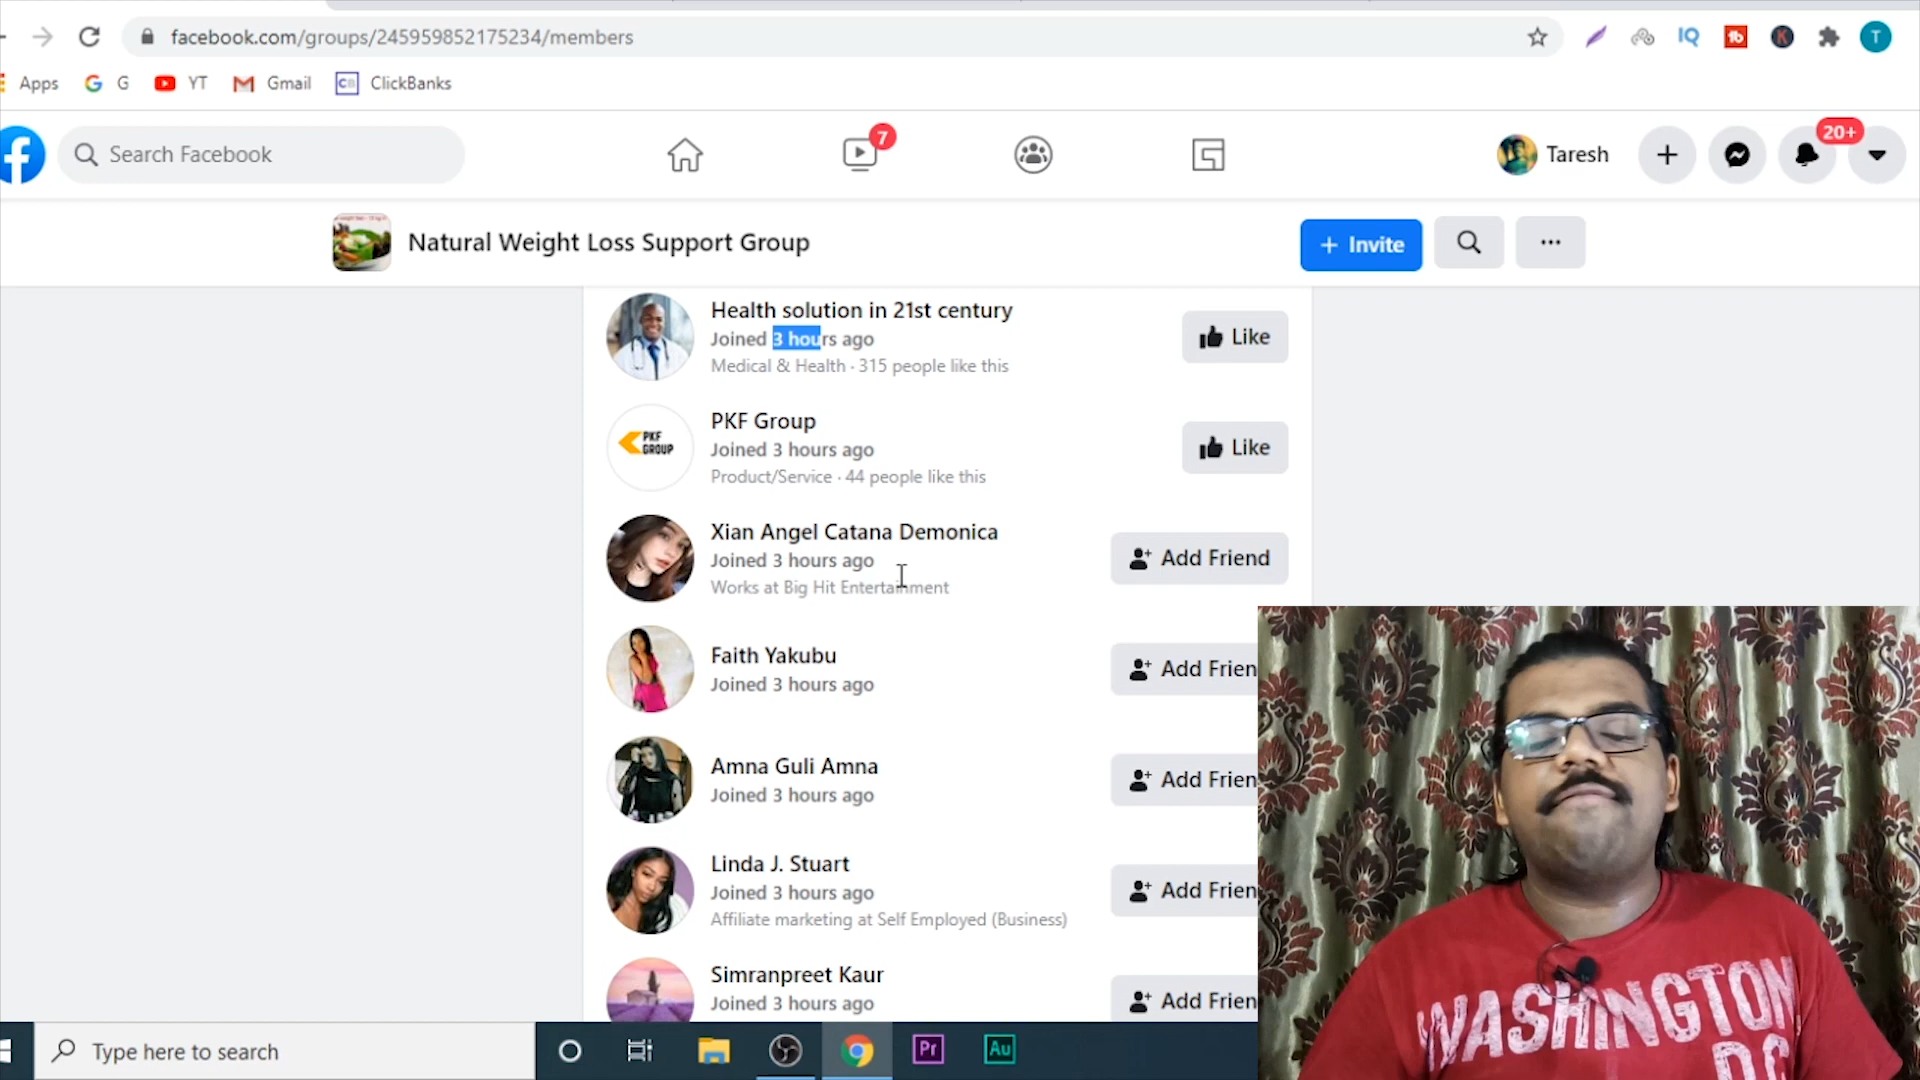 facebook.com/groups/245959852175234/members
IQ
tb
K
T
Apps
G
YT
Gmail
CB
ClickBanks
Search Facebook
7
Taresh
20+
Natural Weight Loss Support Group
+ Invite
Health solution in 21st century
Joined 3 hours ago
Medical & Health · 315 people like this
Like
PKF Group
Joined 3 hours ago
Product/Service · 44 people like this
PKF
GROUP
Like
Xian Angel Catana Demonica
Joined 3 hours ago
Works at Big Hit Entertainment
Add Friend
Faith Yakubu
Joined 3 hours ago
Add Frien
Amna Guli Amna
Joined 3 hours ago
Add Frien
Linda J. Stuart
Joined 3 hours ago
Affiliate marketing at Self Employed (Business)
Add Frien
Simranpreet Kaur
Joined 3 hours ago
Add Frien
WASHINGTON
D.C.
Type here to search
Pr
Au